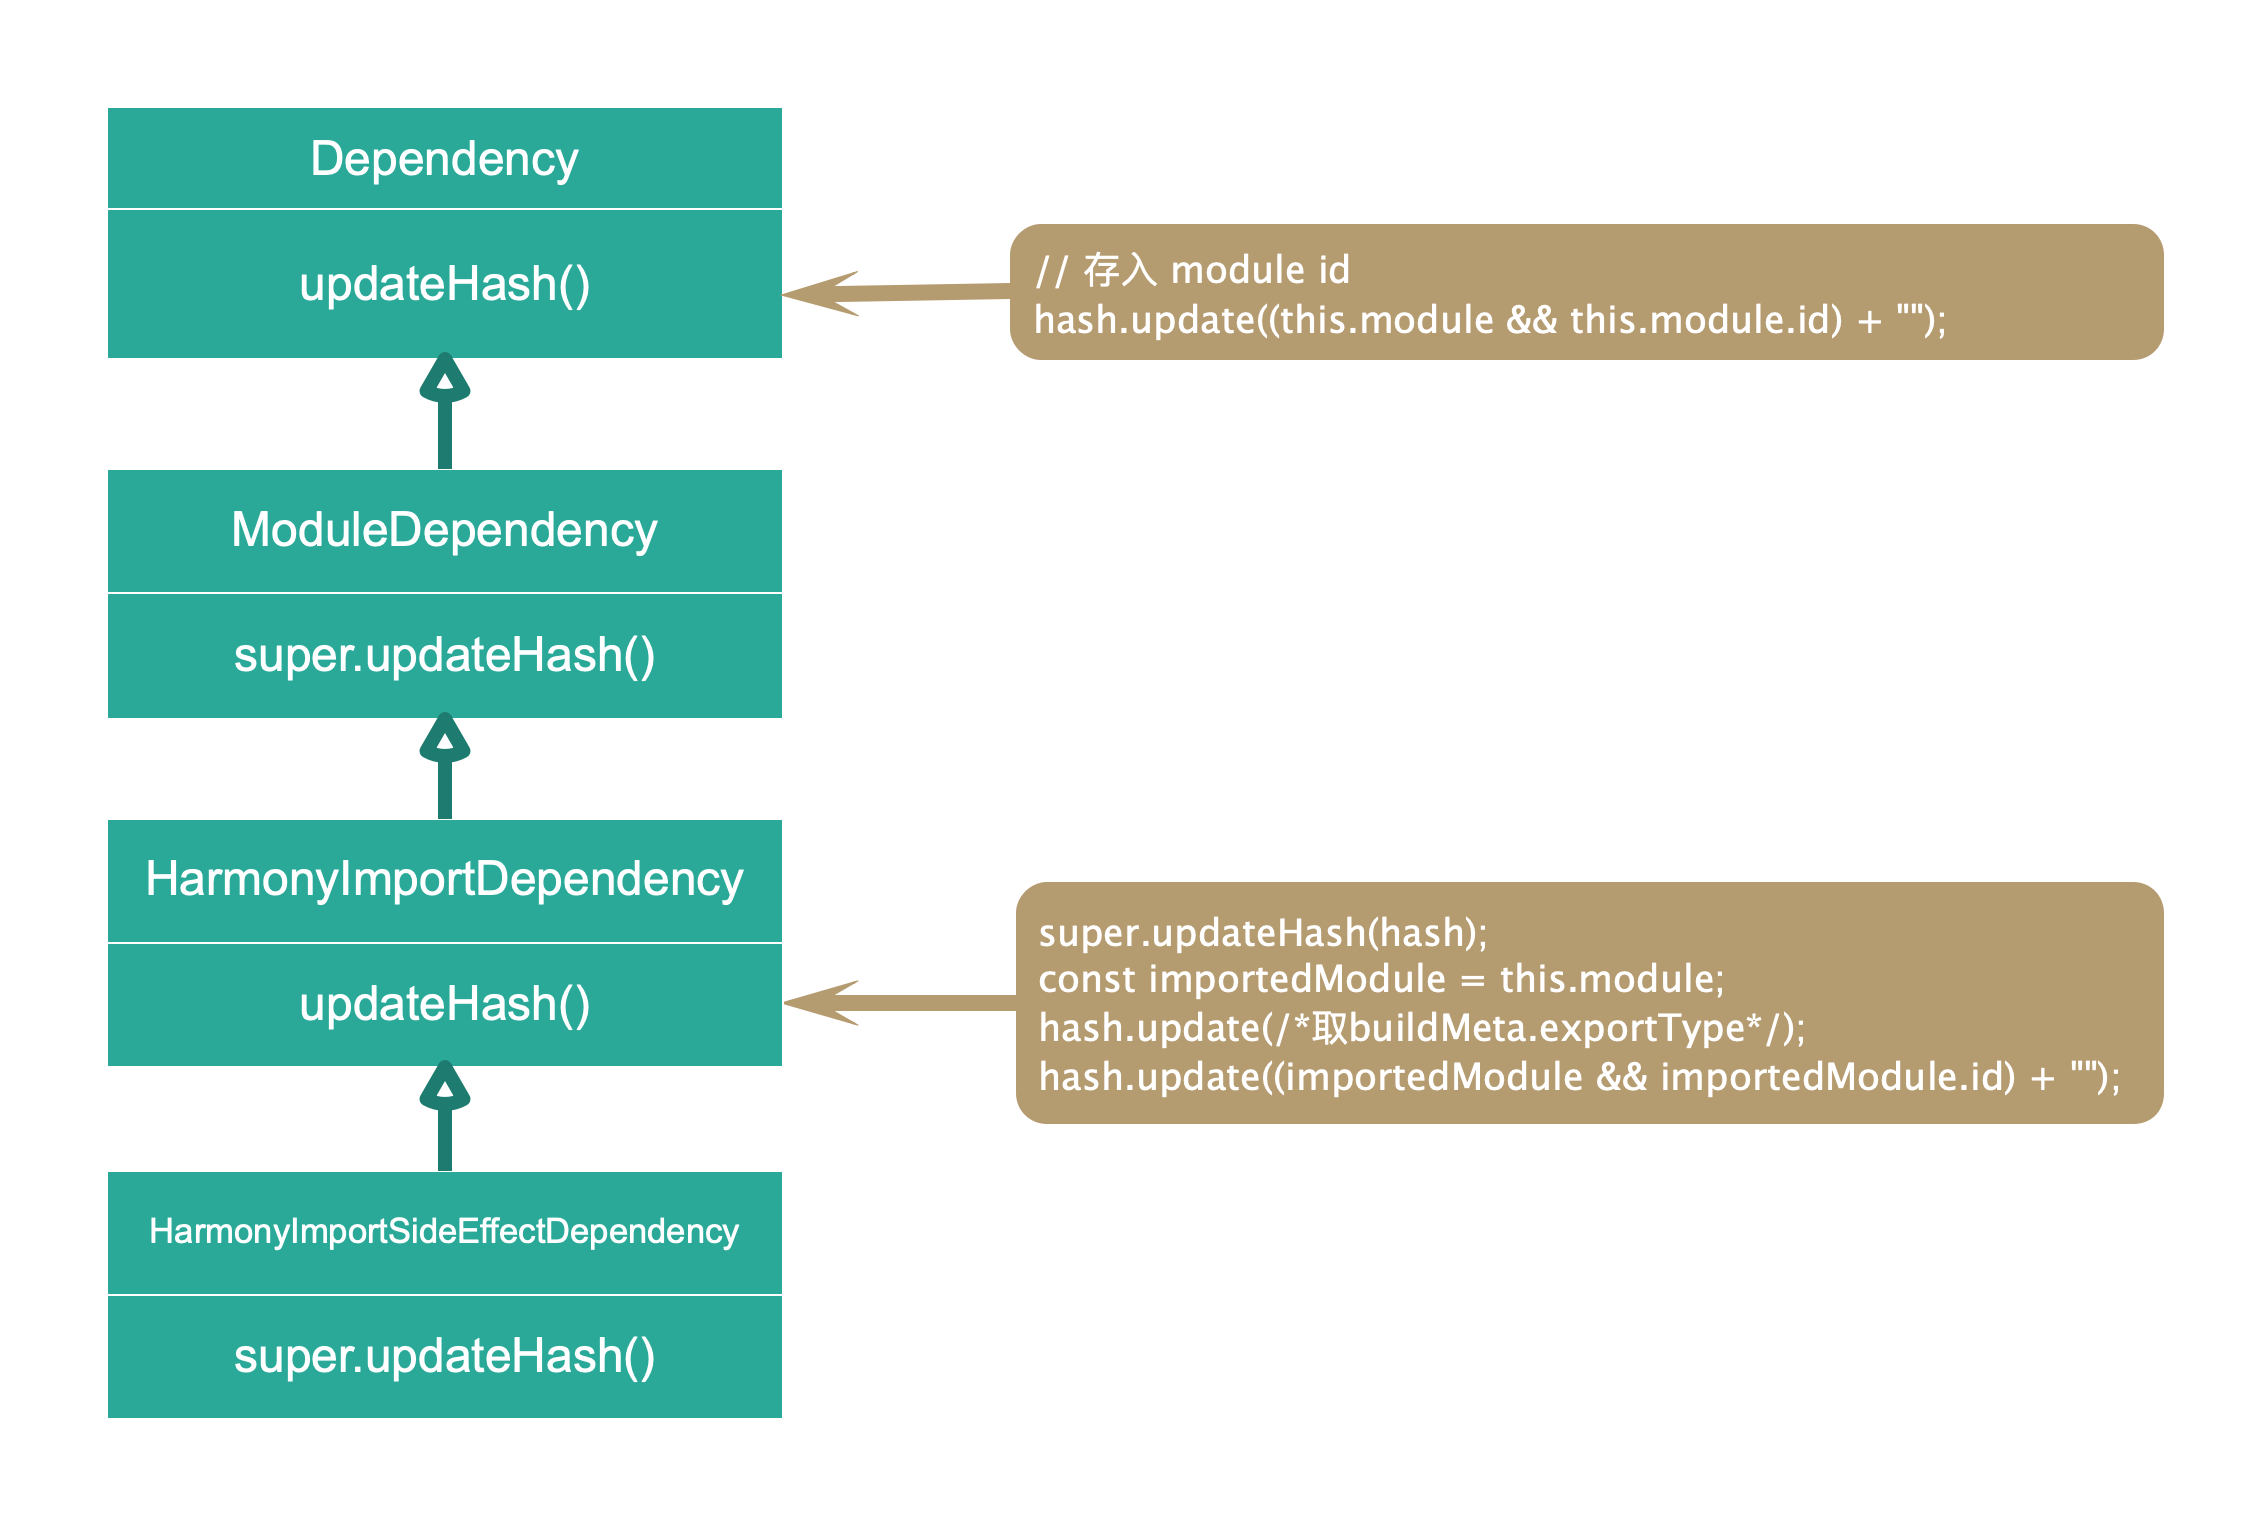 Dependency
updateHash()
// 存入 module id
hash.update((this.module && this.module.id) + "");
ModuleDependency
super.updateHash()
HarmonyImportDependency
updateHash()
super.updateHash(hash);
const importedModule = this.module;
hash.update(/*取buildMeta.exportType*/);
hash.update((importedModule && importedModule.id) + "");
HarmonyImportSideEffectDependency
super.updateHash()